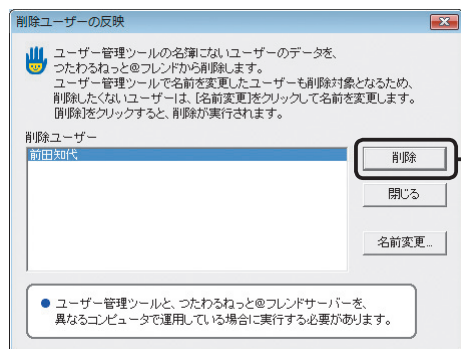 削除ユーザーの反映
ユーザー管理ツールの名簿にないユーザーのデータを、
つたわるねっと@フレンドから削除します。
ユーザー管理ツールで名前を変更したユーザーも削除対象となるため、
削除したくないユーザーは、[名前変更]をクリックして名前を変更します。
[削除]をクリックすると、削除が実行されます。
削除ユーザー
前田知代
削除
閉じる
名前変更...
● ユーザー管理ツールと、つたわるねっと@フレンドサーバーを、
異なるコンピュータで運用している場合に実行する必要があります。